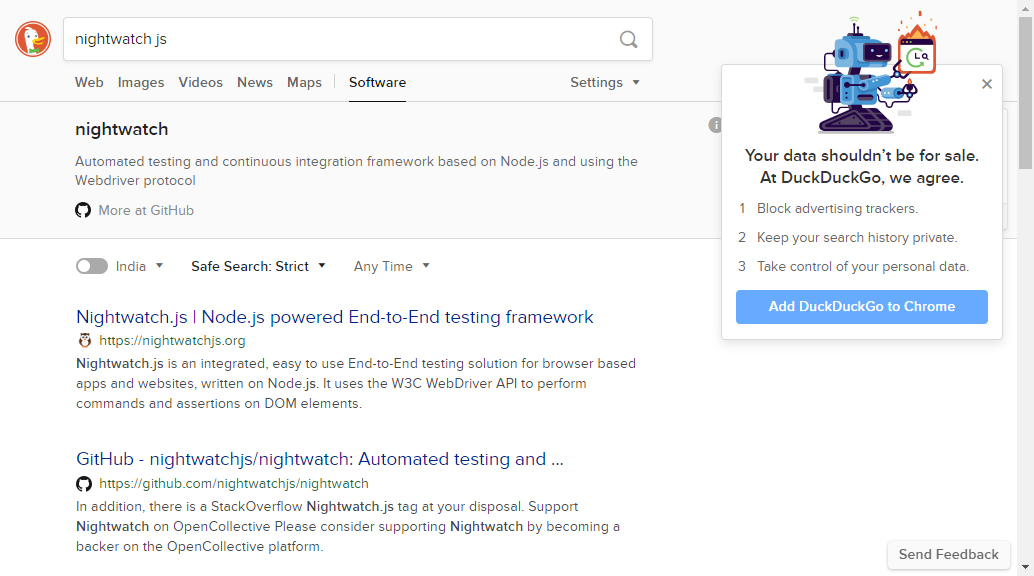 nightwatch js
Web Images Videos News Maps Software Settings
nightwatch
Automated testing and continuous integration framework based on Node.js and using the
Webdriver protocol
More at GitHub
Your data shouldn't be for sale.
At DuckDuckGo, we agree.
1 Block advertising trackers.
2 Keep your search history private.
3 Take control of your personal data.
Add DuckDuckGo to Chrome
India Safe Search: Strict Any Time
Nightwatch.js | Node.js powered End-to-End testing framework
https://nightwatchjs.org
Nightwatch.js is an integrated, easy to use End-to-End testing solution for browser based
apps and websites, written on Node.js. It uses the W3C WebDriver API to perform
commands and assertions on DOM elements.
GitHub - nightwatchjs/nightwatch: Automated testing and ...
https://github.com/nightwatchjs/nightwatch
In addition, there is a StackOverflow Nightwatch.js tag at your disposal. Support
Nightwatch on OpenCollective Please consider supporting Nightwatch by becoming a
backer on the OpenCollective platform.
Send Feedback